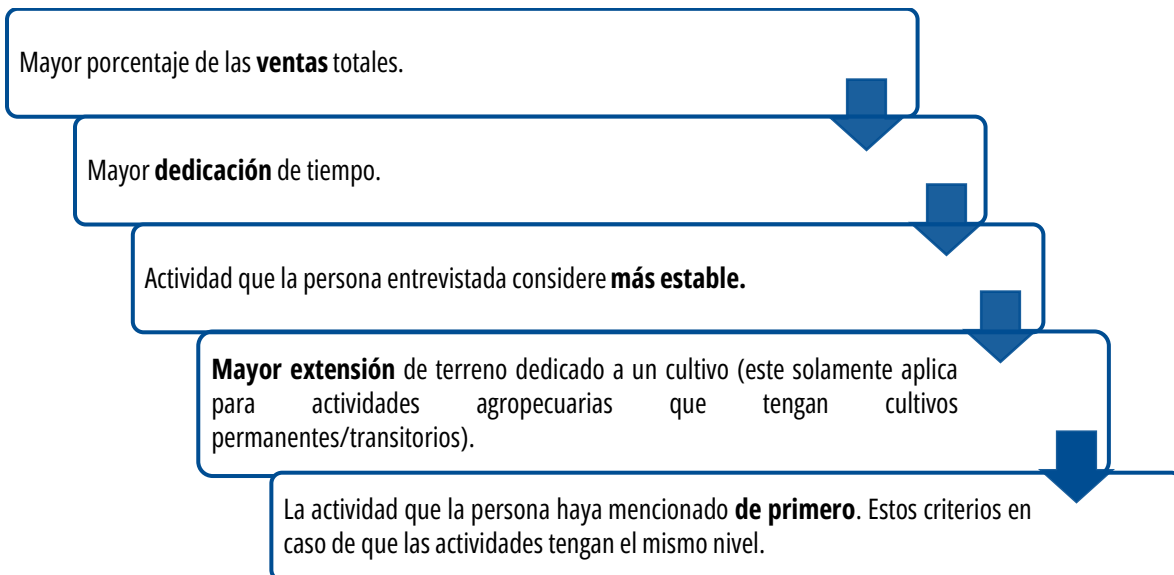 Mayor porcentaje de las ventas totales.
Mayor dedicación de tiempo.
Actividad que la persona entrevistada considere más estable.
Mayor extensión de terreno dedicado a un cultivo (este solamente aplica
para actividades agropecuarias que tengan cultivos
permanentes/transitorios).
La actividad que la persona haya mencionado de primero. Estos criterios en
caso de que las actividades tengan el mismo nivel.